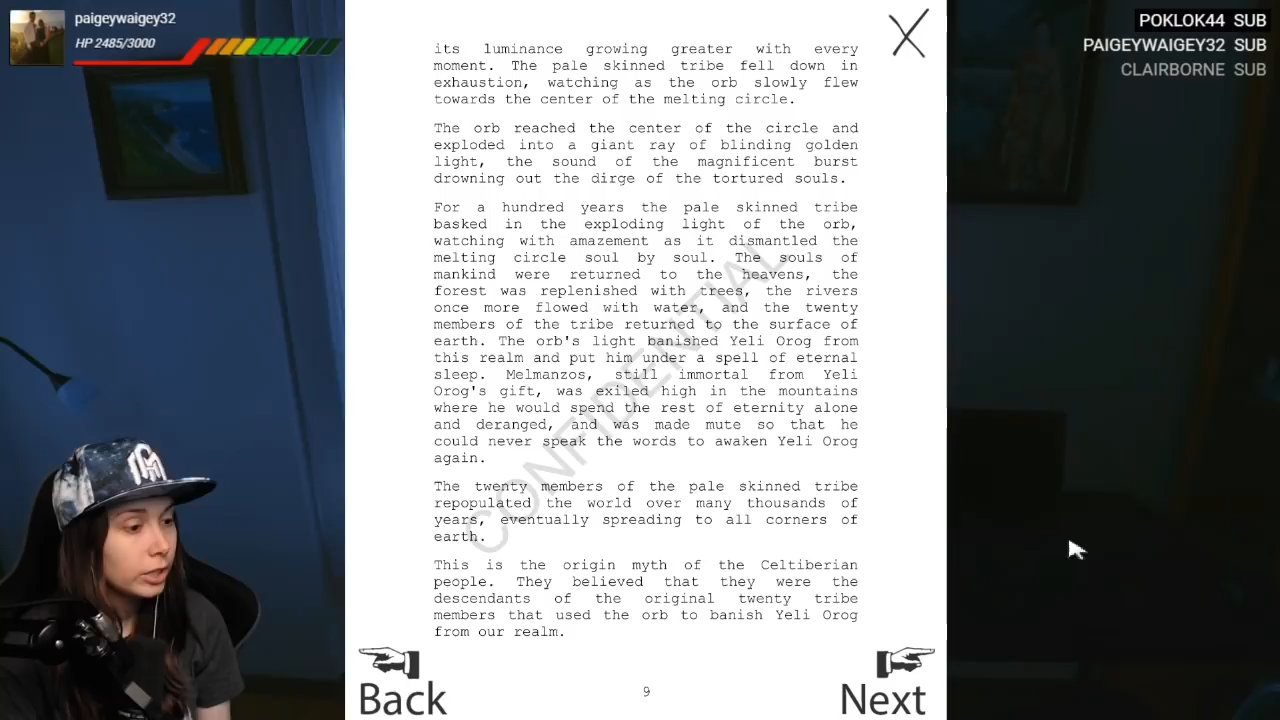 paigeywaigey32
HP 2485/3000
POKLOK44 SUB
PAIGEYWAIGEY32 SUB
CLAIRBORNE SUB
its luminance growing greater with every
moment. The pale skinned tribe fell down in
exhaustion, watching as the orb slowly flew
towards the center of the melting circle.
The orb reached the center of the circle and
exploded into a giant ray of blinding golden
light, the sound of the magnificent burst
drowning out the dirge of the tortured souls.
For a hundred years the pale skinned tribe
basked in the exploding light of the orb,
watching with amazement as it dismantled the
melting circle soul by soul. The souls of
mankind were returned to the heavens, the
forest was replenished with trees, the rivers
once more flowed with water, and the twenty
members of the tribe returned to the surface of
earth. The orb's light banished Yeli Orog from
this realm and put him under a spell of eternal
sleep. Melmanzos, still immortal from Yeli
Orog's gift, was exiled high in the mountains
where he would spend the rest of eternity alone
and deranged, and was made mute so that he
could never speak the words to awaken Yeli Orog
again.
The twenty members of the pale skinned tribe
repopulated the world over many thousands of
years, eventually spreading to all corners of
earth.
This is the origin myth of the Celtiberian
people. They believed that they were the
descendants of the original twenty tribe
members that used the orb to banish Yeli Orog
from our realm.
CONFIDENTIAL
Back
9
Next